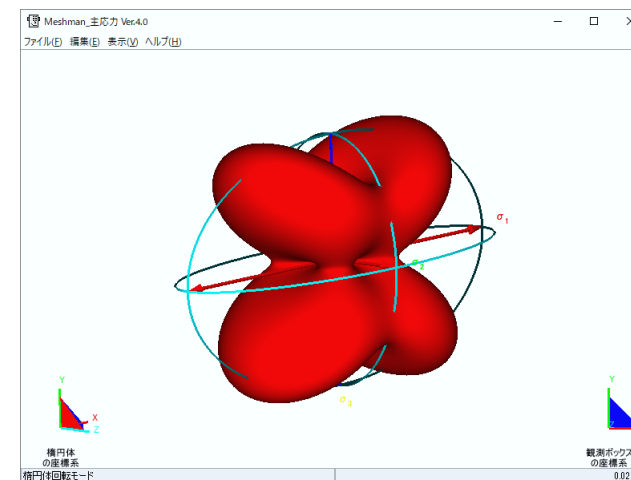 Meshman_主応力 Ver.4.0
ファイル(F) 編集(E) 表示(V) ヘルプ(H)
σ1
σ2
σ3
Y
X
Z
楕円体
の座標系
Y
観測ボックス
の座標系
楕円体回転モード
0.02